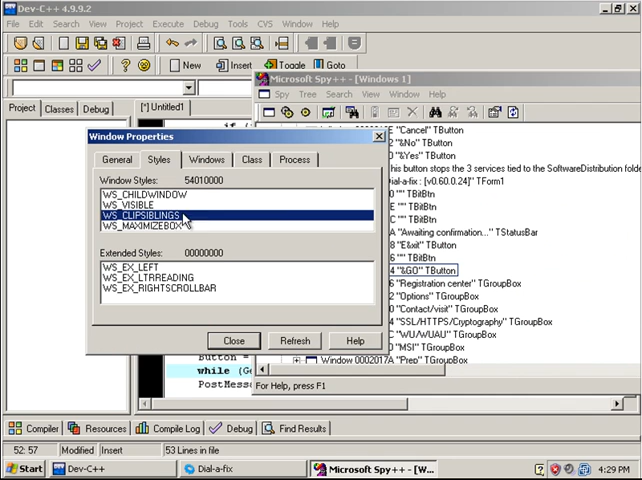 Dev-C++ 4.9.9.2
File Edit Search View Project Execute Debug Tools CVS Window Help
New Insert Toggle Goto
Project Classes Debug
[*] Untitled1
Microsoft Spy++ - [Windows 1]
Spy Tree Search View Window Help
"Cancel" TButton
"&No" TButton
"&Yes" TButton
his button stops the 3 services tied to the SoftwareDistribution folde
ial-a-fix : [v0.60.0.24]" TForm1
"" TBitBtn
"Awaiting confirmation..." TStatusBar
"E&xit" TButton
"" TBitBtn
"&GO" TButton
"Registration center" TGroupBox
"Options" TGroupBox
"Contact/visit" TGroupBox
"SSL/HTTPS/Cryptography" TGroupBox
"WU/WUAU" TGroupBox
"MSI" TGroupBox
Window 0002017A "Prep" TGroupBox
For Help, press F1
Window Properties
General Styles Windows Class Process
Window Styles: 54010000
WS_CHILDWINDOW
WS_VISIBLE
WS_CLIPSIBLINGS
WS_MAXIMIZEBOX
Extended Styles: 00000000
WS_EX_LEFT
WS_EX_LTRREADING
WS_EX_RIGHTSCROLLBAR
Close Refresh Help
Button =
while (Ge
PostMess
Compiler Resources Compile Log Debug Find Results
52: 57 Modified Insert 53 Lines in file
Start Dev-C++ Dial-a-fix Microsoft Spy++ - [W... 4:29 PM